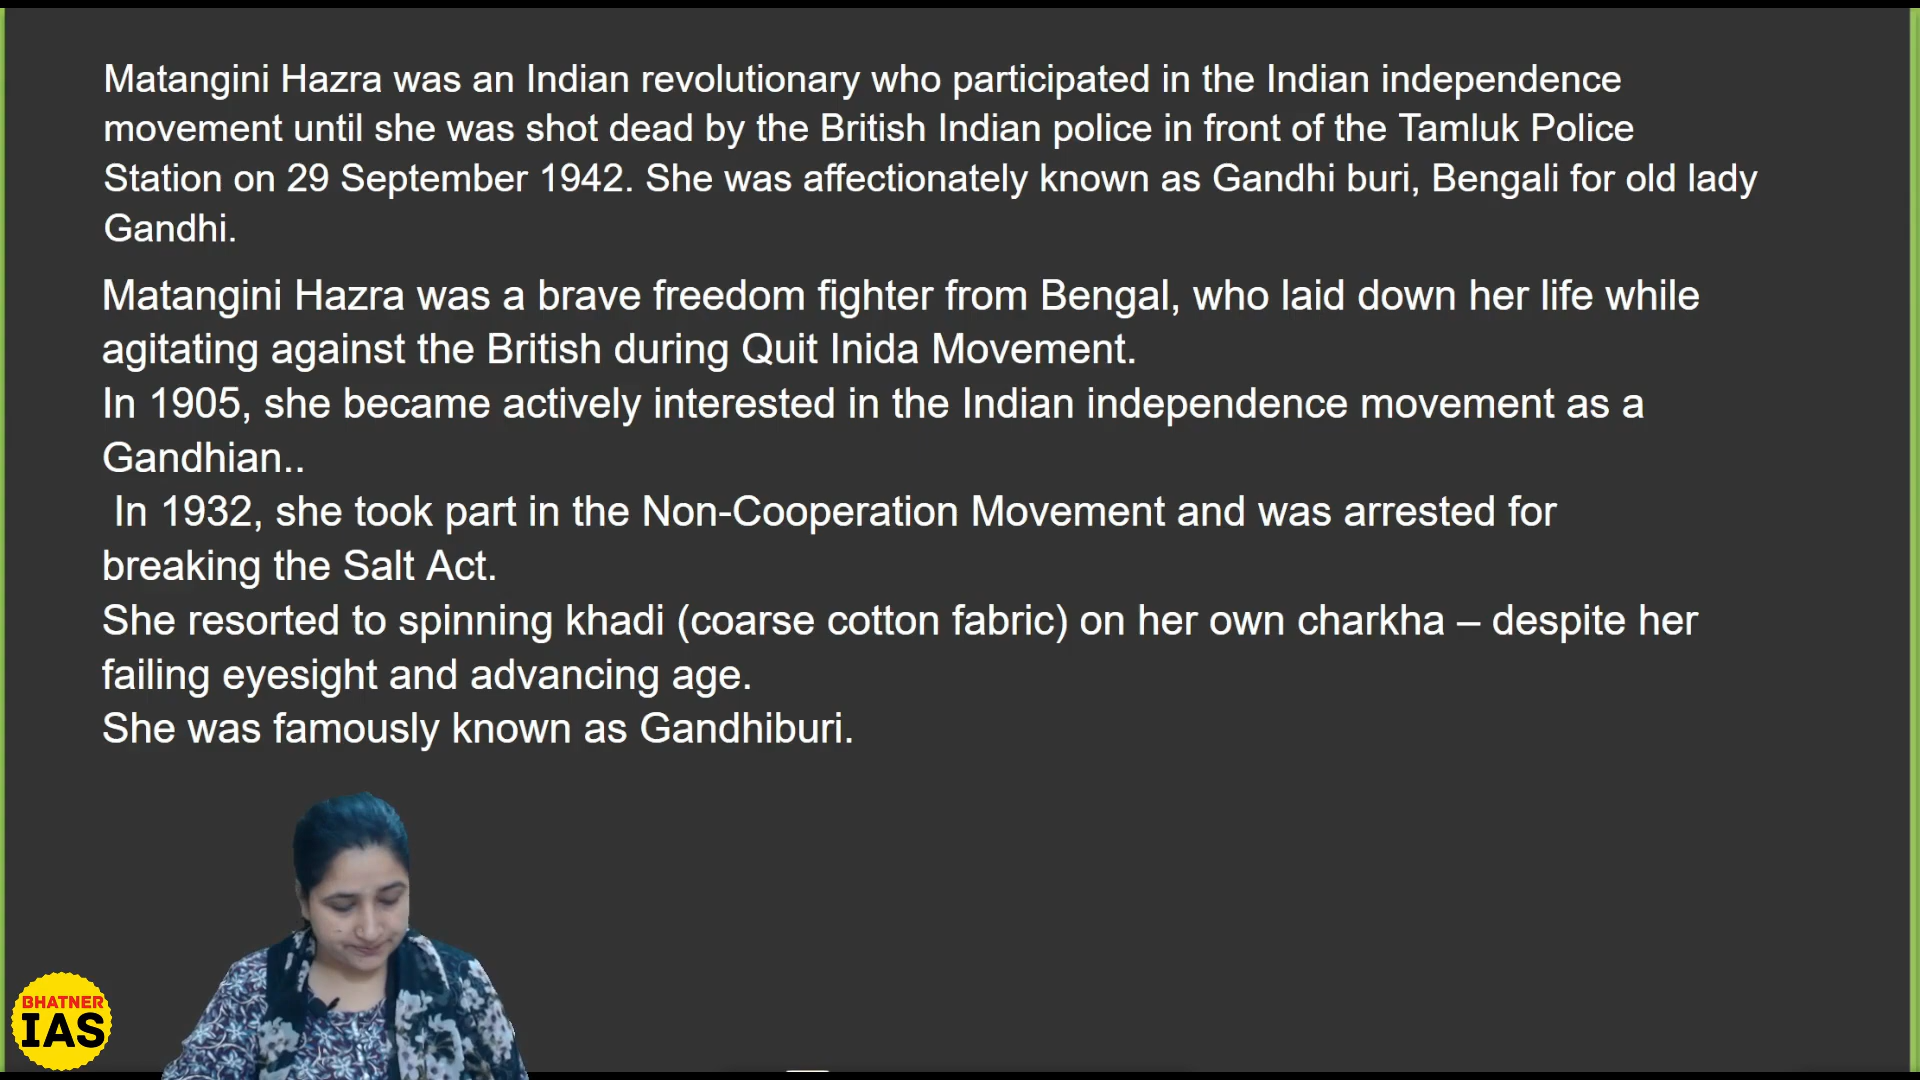 Matangini Hazra was an Indian revolutionary who participated in the Indian independence
movement until she was shot dead by the British Indian police in front of the Tamluk Police
Station on 29 September 1942. She was affectionately known as Gandhi buri, Bengali for old lady
Gandhi.
Matangini Hazra was a brave freedom fighter from Bengal, who laid down her life while
agitating against the British during Quit Inida Movement.
In 1905, she became actively interested in the Indian independence movement as a
Gandhian..
In 1932, she took part in the Non-Cooperation Movement and was arrested for
breaking the Salt Act.
She resorted to spinning khadi (coarse cotton fabric) on her own charkha – despite her
failing eyesight and advancing age.
She was famously known as Gandhiburi.
BHATNER
IAS